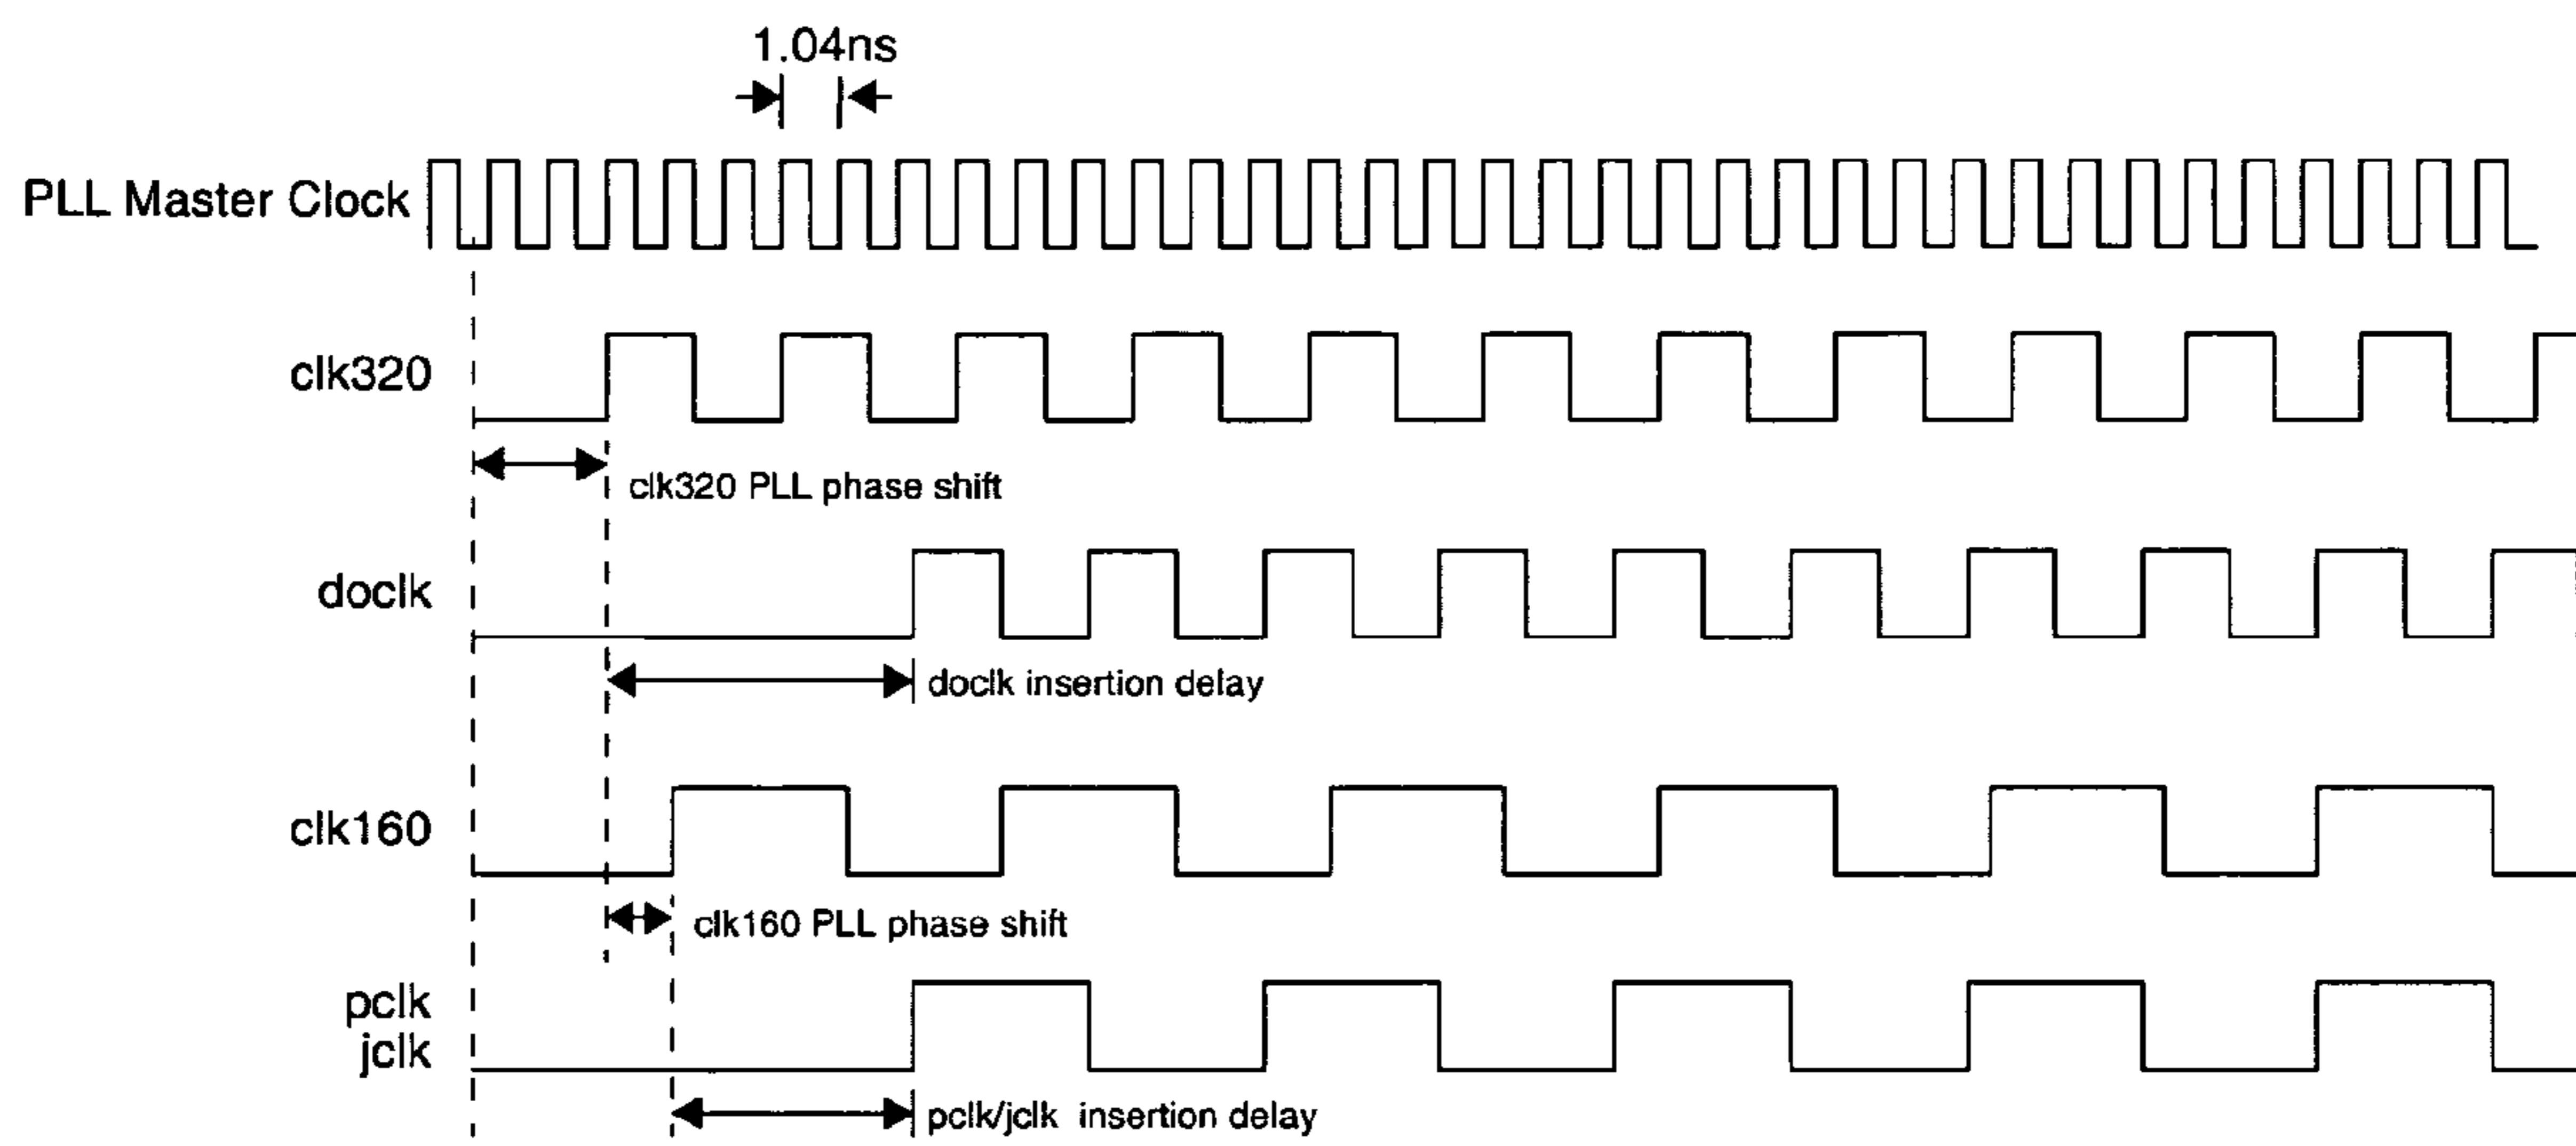 1.04ns
PLL Master Clock
clk320
clk320 PLL phase shift
doclk
doclk insertion delay
clk160
clk160 PLL phase shift
pclk
jclk
pclk/jclk insertion delay